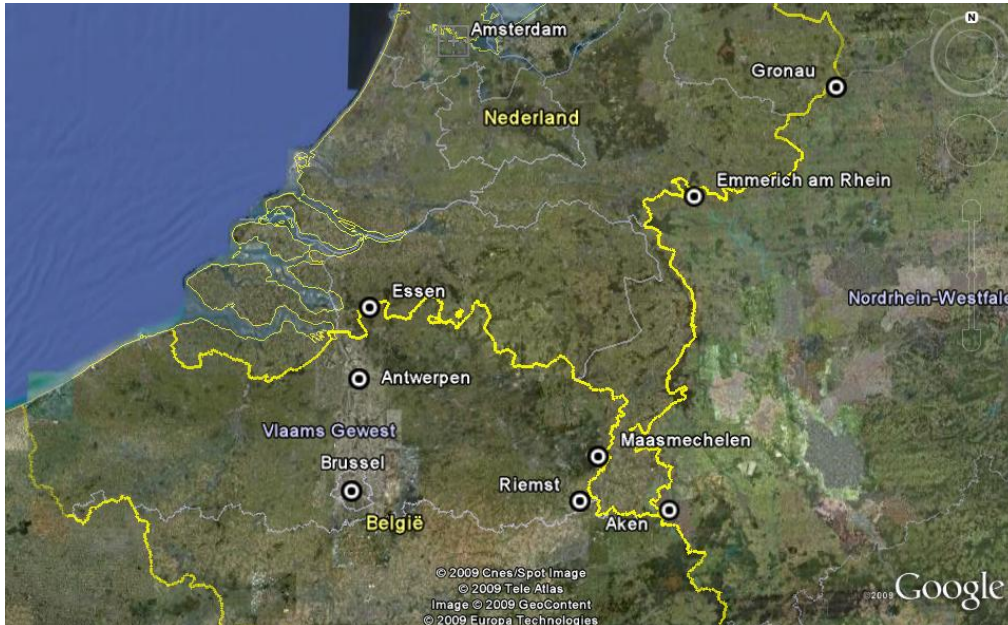 N
Amsterdam
Gronau
Nederland
Emmerich am Rhein
Essen
Nordrhein-Westfale
Antwerpen
Vlaams Gewest
Maasmechelen
Brussel
Riemst
Aken
België
© 2009 Cnes/Spot Image
© 2009 Tele Atlas
Image © 2009 GeoContent
© 2009 Europa Technologies
©2009 Google